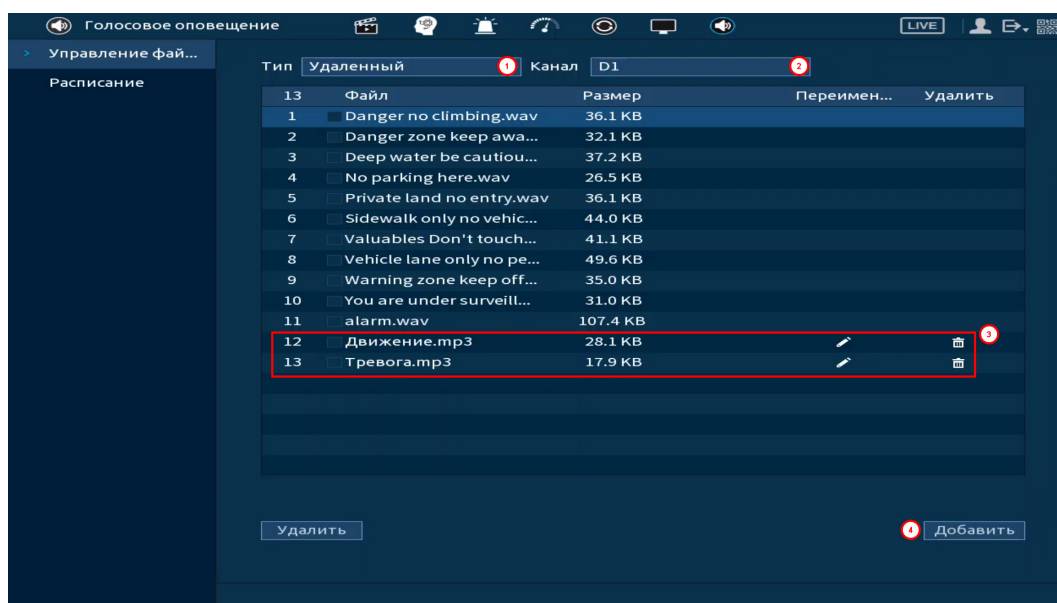 Голосовое оповещение LIVE
> Управление фай...
Расписание
Тип Удаленный 1 Канал D1 2
13 Файл Размер Переимен... Удалить
1 Danger no climbing.wav 36.1 KB
2 Danger zone keep awa... 32.1 KB
3 Deep water be cautiou... 37.2 KB
4 No parking here.wav 26.5 KB
5 Private land no entry.wav 36.1 KB
6 Sidewalk only no vehic... 44.0 KB
7 Valuables Don't touch... 41.1 KB
8 Vehicle lane only no pe... 49.6 KB
9 Warning zone keep off... 35.0 KB
10 You are under surveill... 31.0 KB
11 alarm.wav 107.4 KB
12 Движение.mp3 28.1 KB 3
13 Тревога.mp3 17.9 KB
Удалить 4 Добавить